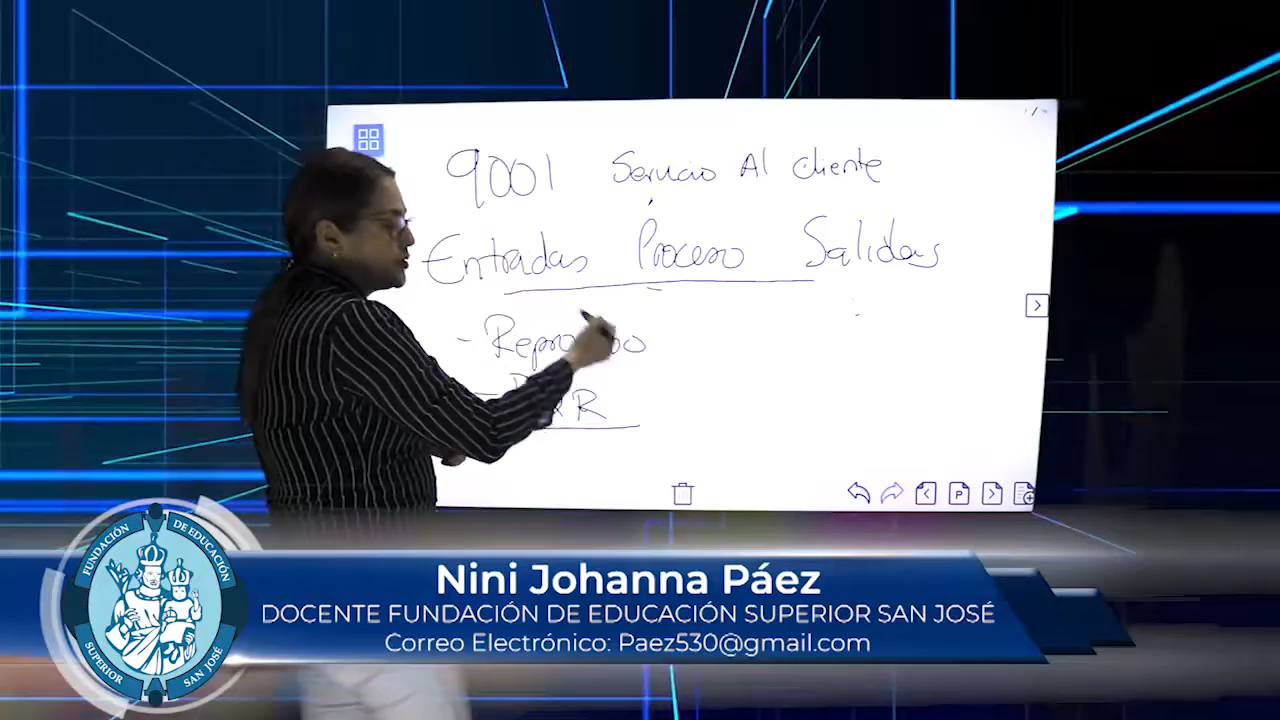 9001 Servicio Al cliente
Entradas Proceso Salidas
- Reproceso
R
Nini Johanna Páez
DOCENTE FUNDACIÓN DE EDUCACIÓN SUPERIOR SAN JOSÉ
Correo Electrónico: Paez530@gmail.com
FUNDACIÓN DE EDUCACIÓN
SUPERIOR SAN JOSÉ
P